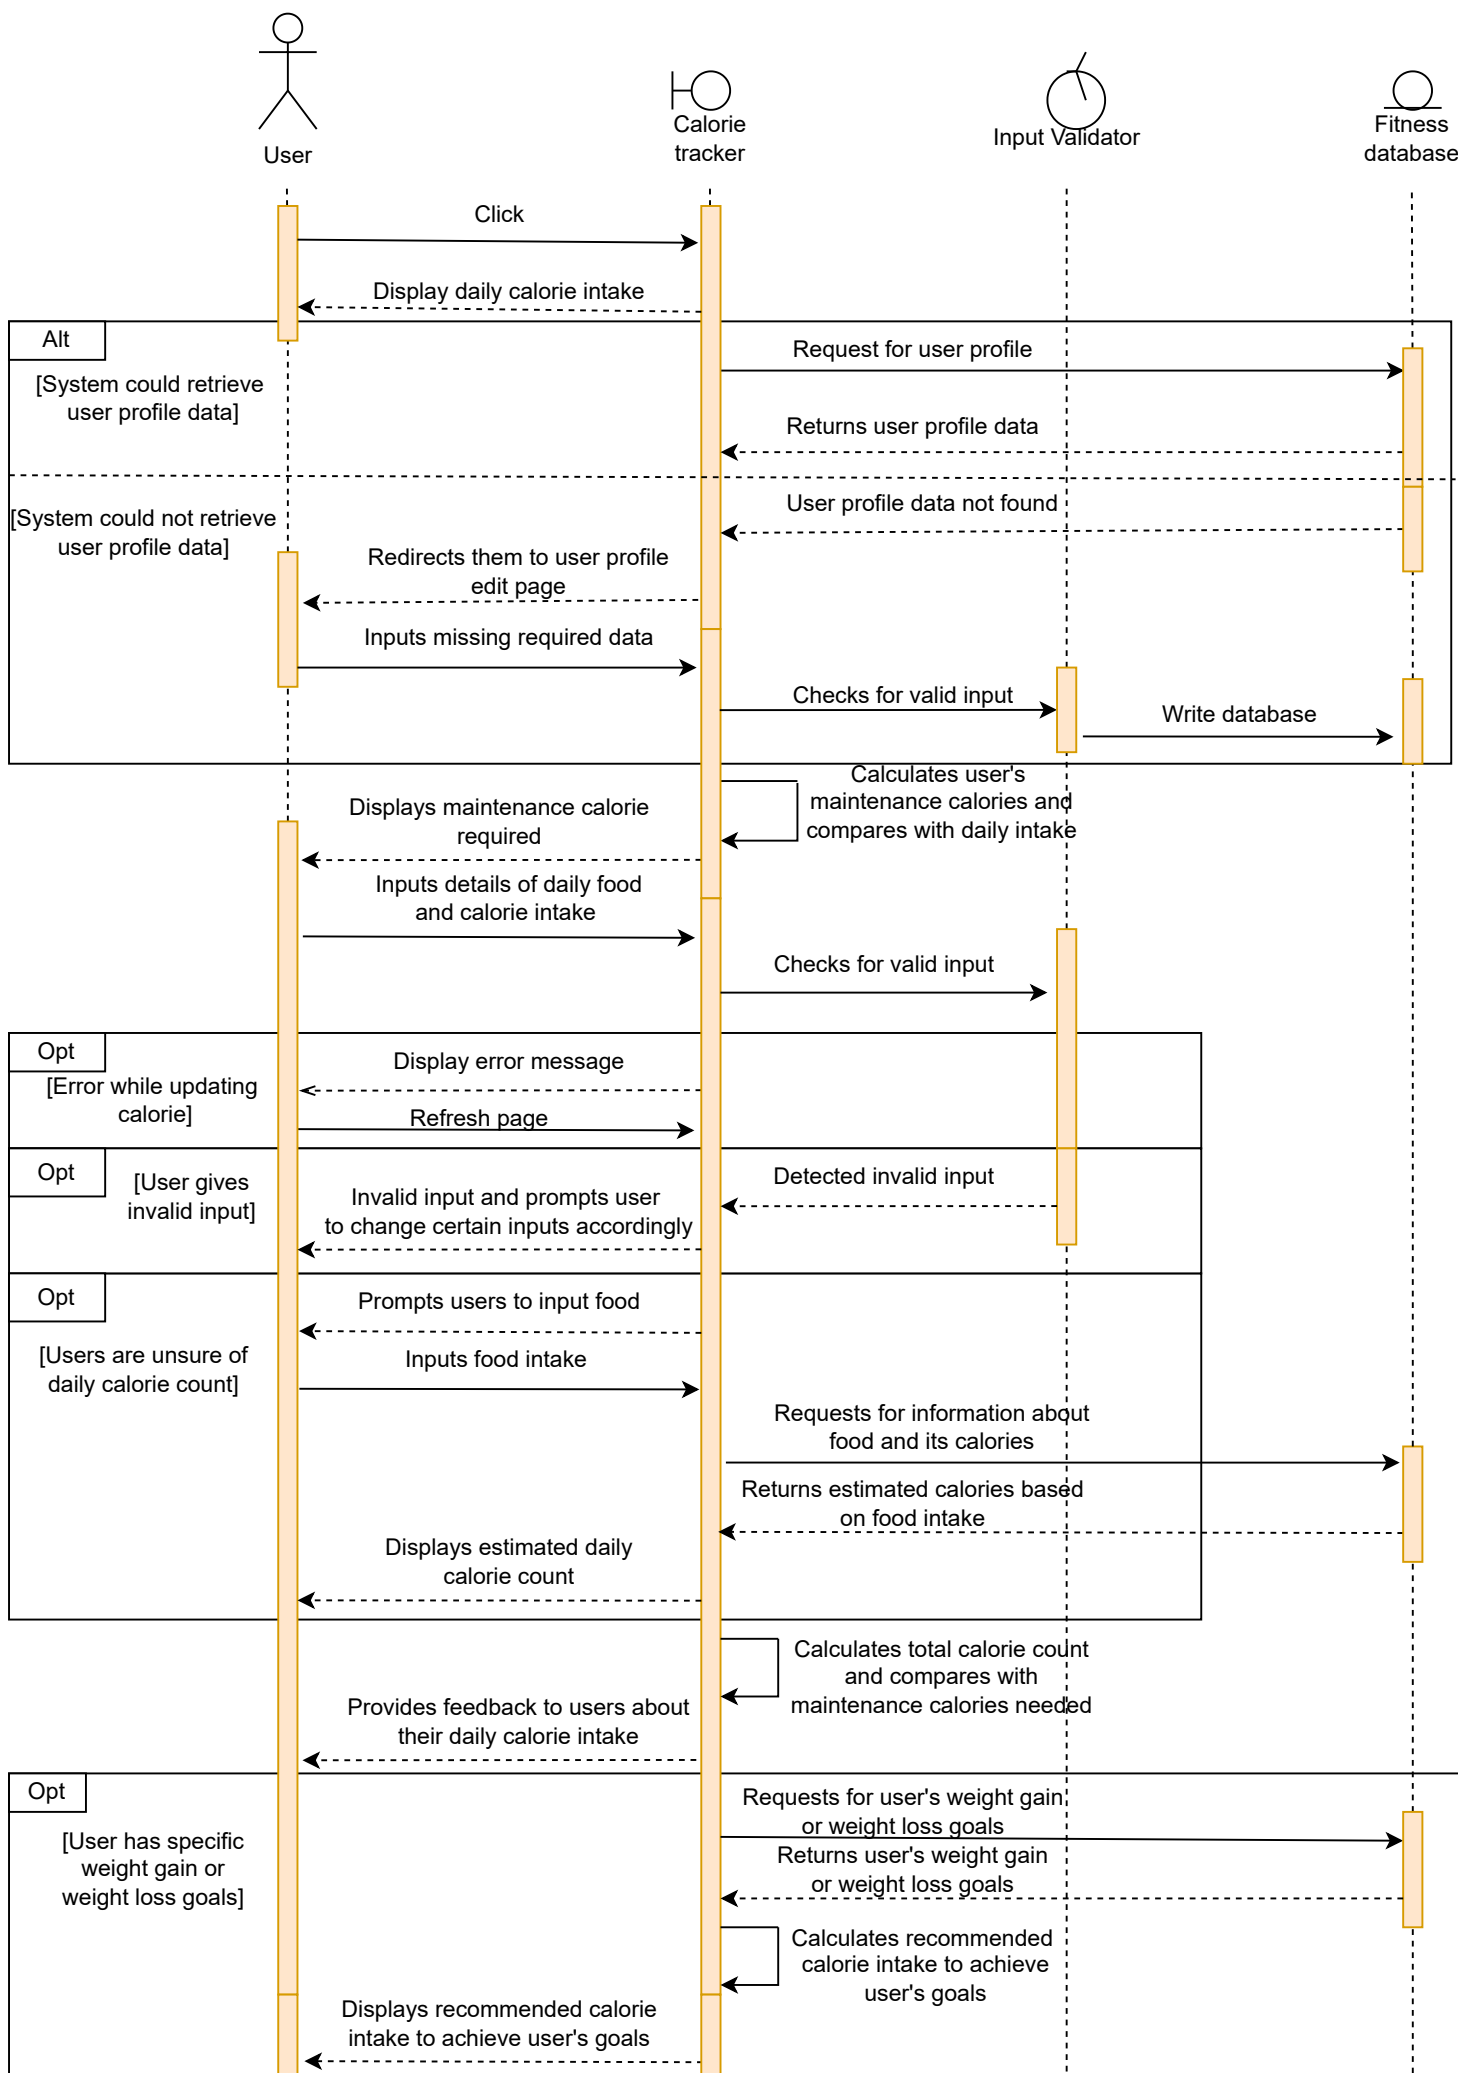 User
Calorie
tracker
Input Validator
Fitness
database
Click
Display daily calorie intake
Alt
[System could retrieve
user profile data]
Request for user profile
Returns user profile data
[System could not retrieve
user profile data]
User profile data not found
Redirects them to user profile
edit page
Inputs missing required data
Checks for valid input
Write database
Calculates user's
maintenance calories and
compares with daily intake
Displays maintenance calorie
required
Inputs details of daily food
and calorie intake
Checks for valid input
Opt
[Error while updating
calorie]
Display error message
Refresh page
Opt
[User gives
invalid input]
Detected invalid input
Invalid input and prompts user
to change certain inputs accordingly
Opt
[Users are unsure of
daily calorie count]
Prompts users to input food
Inputs food intake
Requests for information about
food and its calories
Returns estimated calories based
on food intake
Displays estimated daily
calorie count
Calculates total calorie count
and compares with
maintenance calories needed
Provides feedback to users about
their daily calorie intake
Opt
[User has specific
weight gain or
weight loss goals]
Requests for user's weight gain
or weight loss goals
Returns user's weight gain
or weight loss goals
Calculates recommended
calorie intake to achieve
user's goals
Displays recommended calorie
intake to achieve user's goals